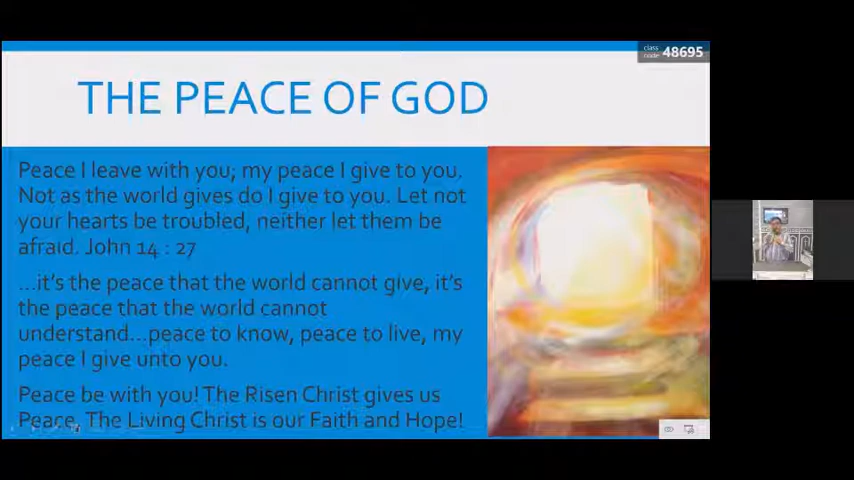 class
code 48695
THE PEACE OF GOD
Peace I leave with you; my peace I give to you.
Not as the world gives do I give to you. Let not
your hearts be troubled, neither let them be
afraid. John 14 : 27
...it's the peace that the world cannot give, it's
the peace that the world cannot
understand...peace to know, peace to live, my
peace I give unto you.
Peace be with you! The Risen Christ gives us
Peace. The Living Christ is our Faith and Hope!